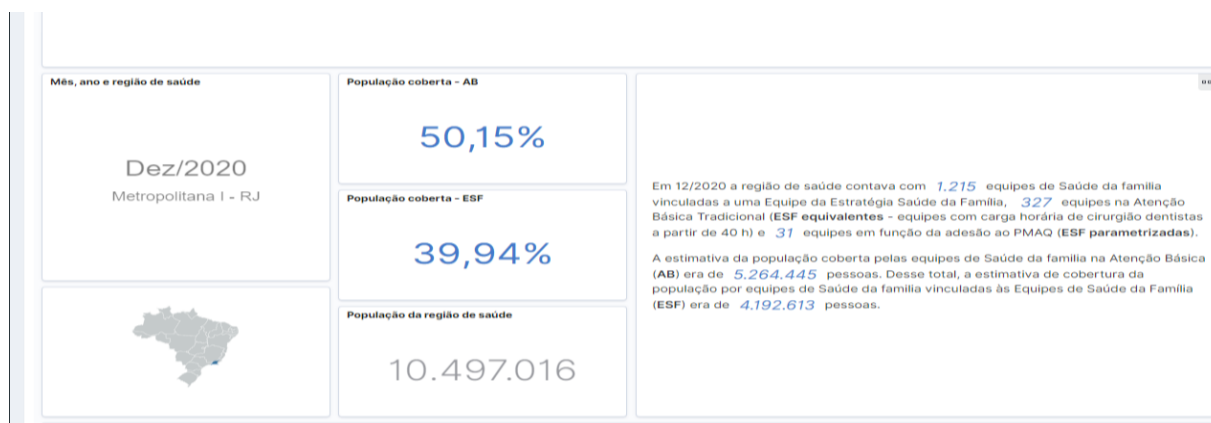 Mês, ano e região de saúde
Dez/2020
Metropolitana I - RJ
População coberta - AB
50,15%
População coberta - ESF
39,94%
População da região de saúde
10.497.016
Em 12/2020 a região de saúde contava com 1.215 equipes de Saúde da familia
vinculadas a uma Equipe da Estratégia Saúde da Família, 327 equipes na Atenção
Básica Tradicional (ESF equivalentes - equipes com carga horária de cirurgião dentistas
a partir de 40 h) e 31 equipes em função da adesão ao PMAQ (ESF parametrizadas).
A estimativa da população coberta pelas equipes de Saúde da familia na Atenção Básica
(AB) era de 5.264.445 pessoas. Desse total, a estimativa de cobertura da
população por equipes de Saúde da familia vinculadas às Equipes de Saúde da Família
(ESF) era de 4.192.613 pessoas.